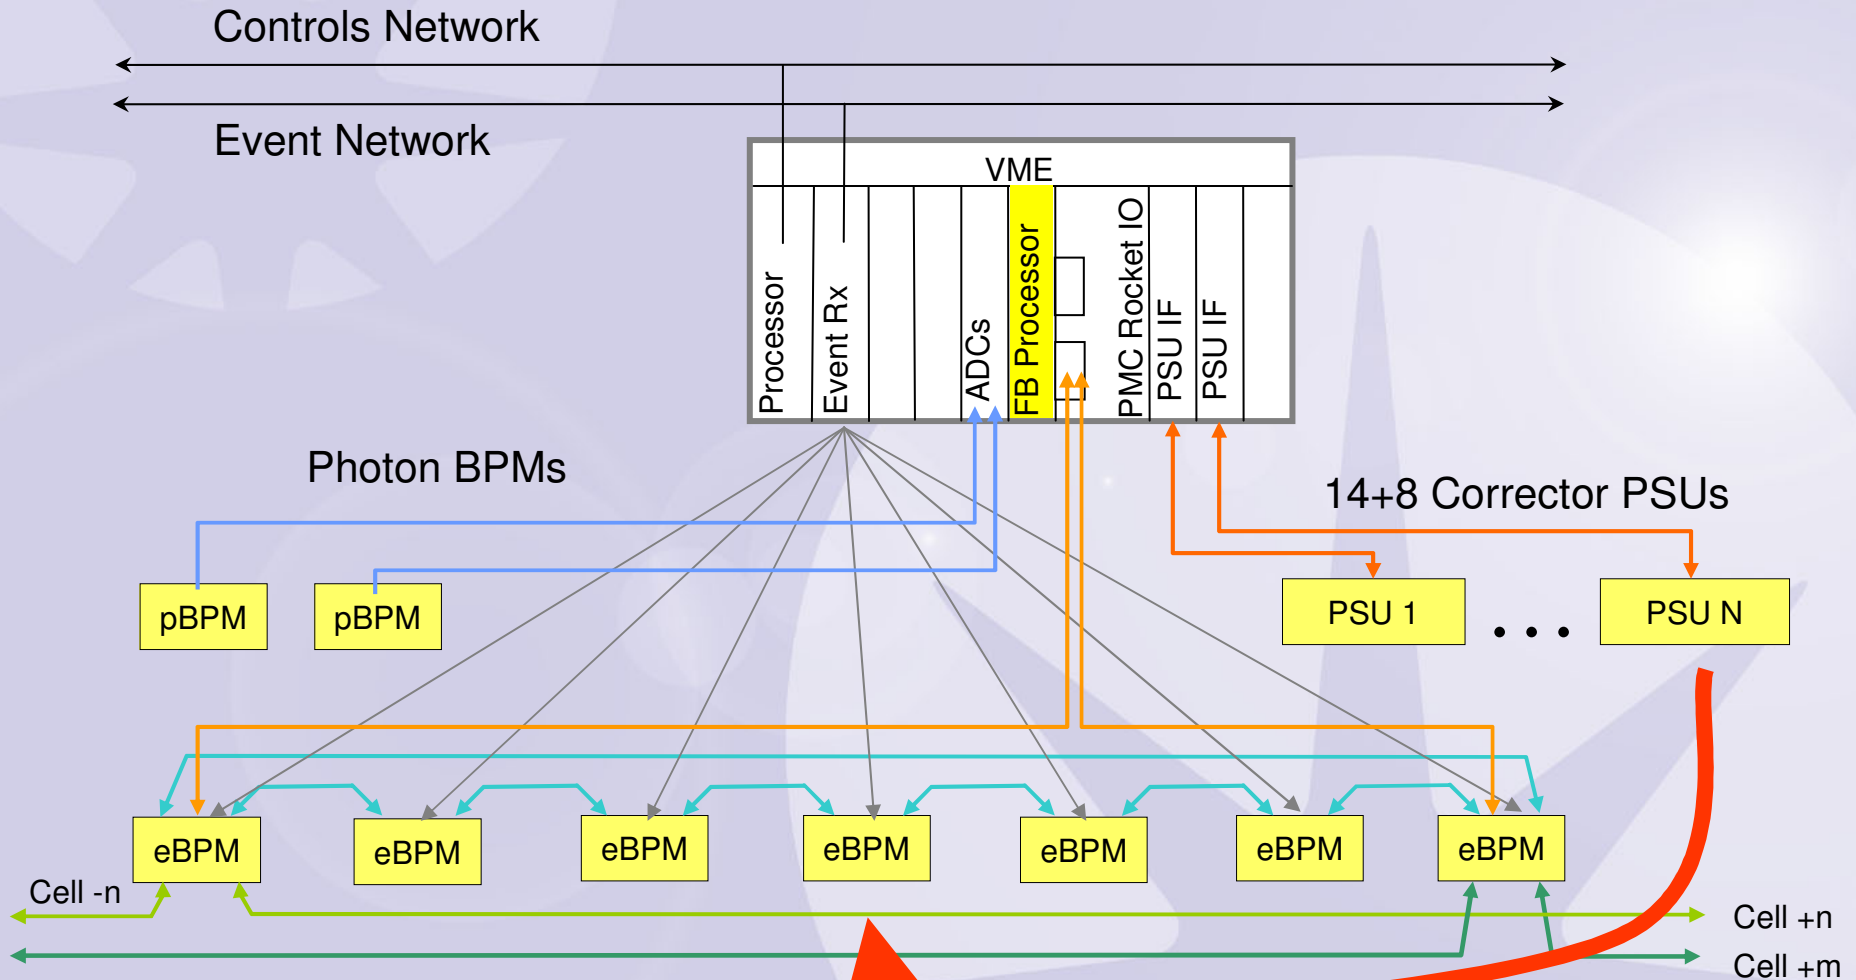 Controls Network
Event Network
VME
Processor
Event Rx
ADCs
FB Processor
PMC Rocket IO
PSU IF
PSU IF
Photon BPMs
14+8 Corrector PSUs
pBPM
pBPM
PSU 1
. . .
PSU N
eBPM
eBPM
eBPM
eBPM
eBPM
eBPM
eBPM
Cell -n
Cell +n
Cell +m